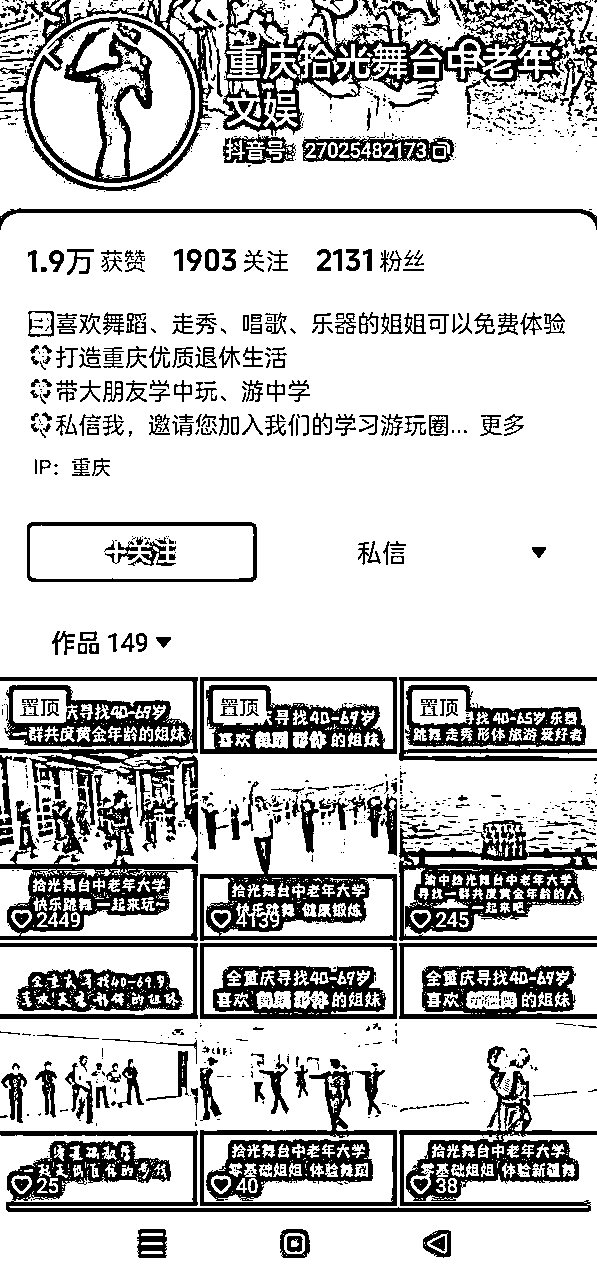 重庆拾光舞台中老年
文娱
抖音号：27025482173
1.9万 获赞 1903 关注 2131 粉丝
喜欢舞蹈、走秀、唱歌、乐器的姐姐可以免费体验
打造重庆优质退休生活
带大朋友学中玩、游中学
私信我，邀请您加入我们的学习游玩圈... 更多
IP：重庆
+关注 私信
作品 149
置顶 庆寻找40-69岁
一群共度黄金年龄的姐妹
拾光舞台中老年大学
快乐跳舞 一起来玩~
2449
置顶 庆寻找40-69岁
喜欢 的姐妹
拾光舞台中老年大学
快乐跳舞 健康锻炼
4139
置顶 寻找 40-65岁 乐器
跳舞 走秀 形体 旅游 爱好者
渝中拾光舞台中老年大学
寻找一群共度黄金年龄的人
一起来吧
245
全重庆寻找40-69岁
25
全重庆寻找40-69岁
喜欢 的姐妹
拾光舞台中老年大学
零基础姐姐 体验舞蹈
40
全重庆寻找40-69岁
喜欢 的姐妹
拾光舞台中老年大学
零基础姐姐 体验新疆舞
38